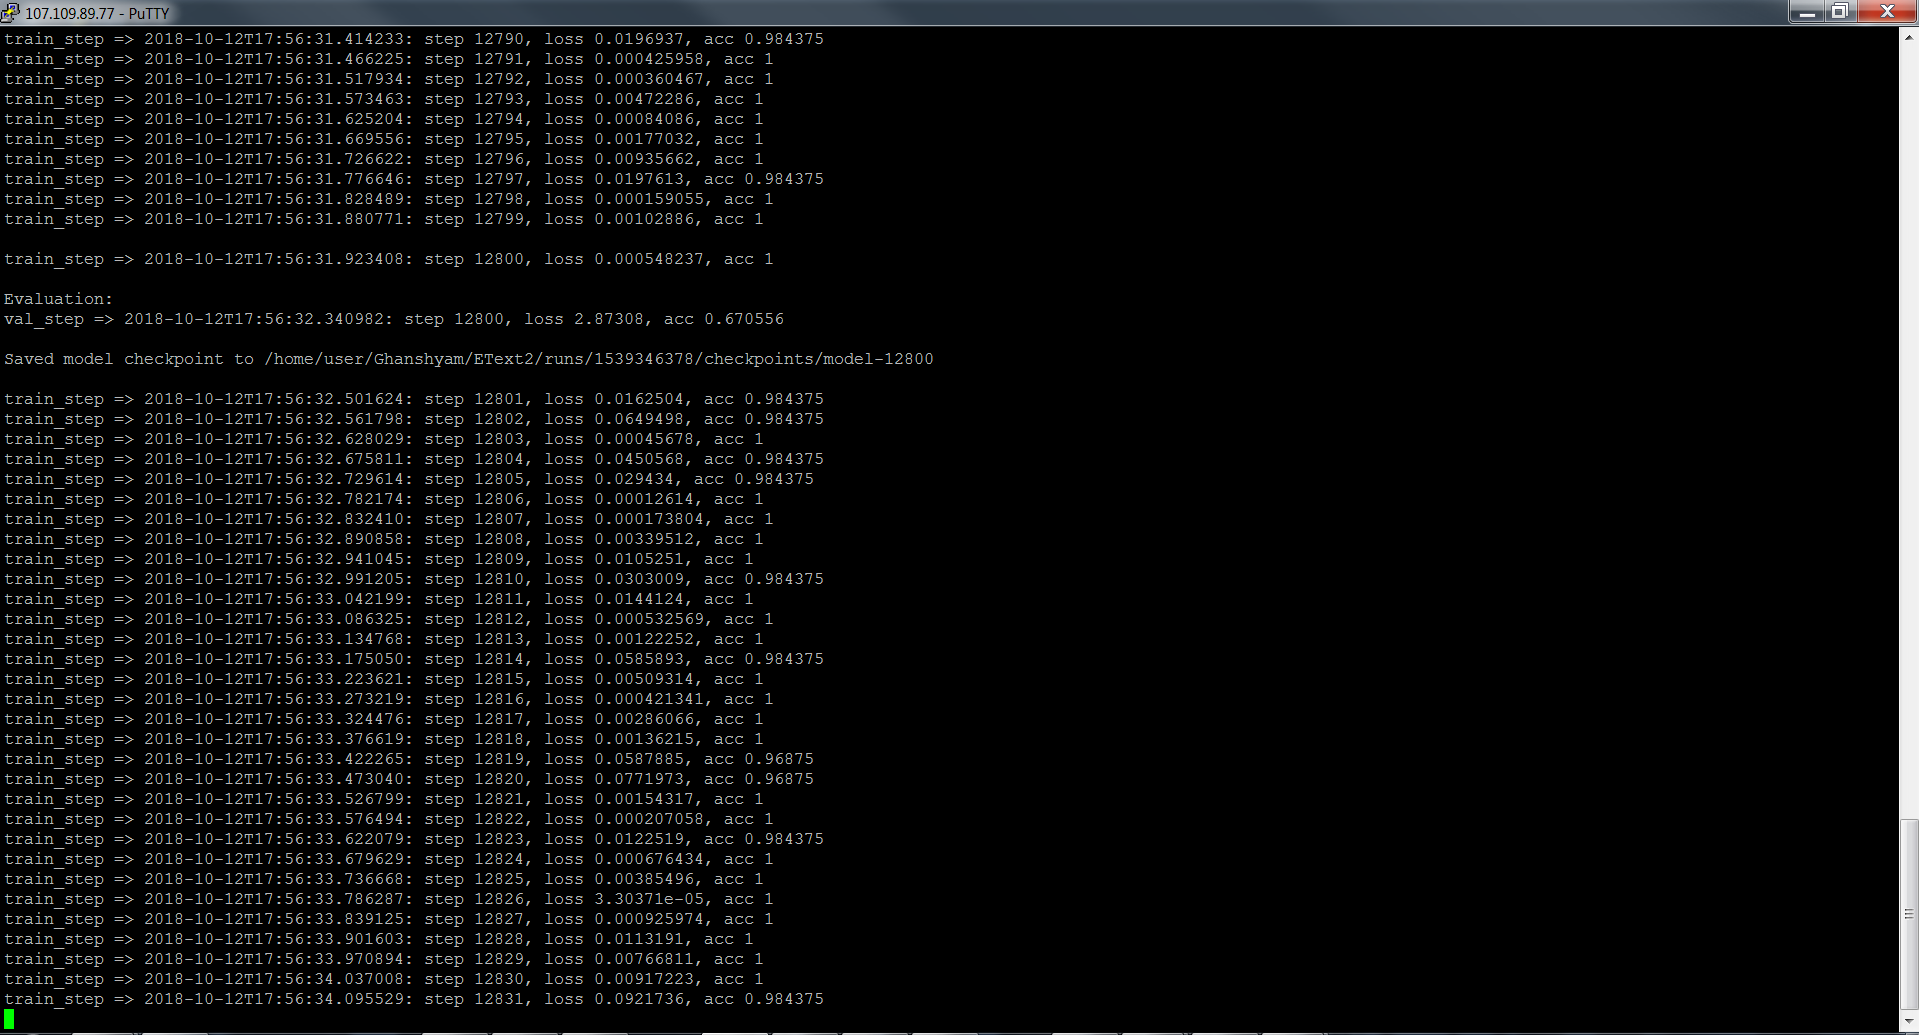 107.109.89.77 - PuTTY
train_step => 2018-10-12T17:56:31.414233: step 12790, loss 0.0196937, acc 0.984375
train_step => 2018-10-12T17:56:31.466225: step 12791, loss 0.000425958, acc 1
train_step => 2018-10-12T17:56:31.517934: step 12792, loss 0.000360467, acc 1
train_step => 2018-10-12T17:56:31.573463: step 12793, loss 0.00472286, acc 1
train_step => 2018-10-12T17:56:31.625204: step 12794, loss 0.00084086, acc 1
train_step => 2018-10-12T17:56:31.669556: step 12795, loss 0.00177032, acc 1
train_step => 2018-10-12T17:56:31.726622: step 12796, loss 0.00935662, acc 1
train_step => 2018-10-12T17:56:31.776646: step 12797, loss 0.0197613, acc 0.984375
train_step => 2018-10-12T17:56:31.828489: step 12798, loss 0.000159055, acc 1
train_step => 2018-10-12T17:56:31.880771: step 12799, loss 0.00102886, acc 1
train_step => 2018-10-12T17:56:31.923408: step 12800, loss 0.000548237, acc 1
Evaluation:
val_step => 2018-10-12T17:56:32.340982: step 12800, loss 2.87308, acc 0.670556
Saved model checkpoint to /home/user/Ghanshyam/EText2/runs/1539346378/checkpoints/model-12800
train_step => 2018-10-12T17:56:32.501624: step 12801, loss 0.0162504, acc 0.984375
train_step => 2018-10-12T17:56:32.561798: step 12802, loss 0.0649498, acc 0.984375
train_step => 2018-10-12T17:56:32.628029: step 12803, loss 0.00045678, acc 1
train_step => 2018-10-12T17:56:32.675811: step 12804, loss 0.0450568, acc 0.984375
train_step => 2018-10-12T17:56:32.729614: step 12805, loss 0.029434, acc 0.984375
train_step => 2018-10-12T17:56:32.782174: step 12806, loss 0.00012614, acc 1
train_step => 2018-10-12T17:56:32.832410: step 12807, loss 0.000173804, acc 1
train_step => 2018-10-12T17:56:32.890858: step 12808, loss 0.00339512, acc 1
train_step => 2018-10-12T17:56:32.941045: step 12809, loss 0.0105251, acc 1
train_step => 2018-10-12T17:56:32.991205: step 12810, loss 0.0303009, acc 0.984375
train_step => 2018-10-12T17:56:33.042199: step 12811, loss 0.0144124, acc 1
train_step => 2018-10-12T17:56:33.086325: step 12812, loss 0.000532569, acc 1
train_step => 2018-10-12T17:56:33.134768: step 12813, loss 0.00122252, acc 1
train_step => 2018-10-12T17:56:33.175050: step 12814, loss 0.0585893, acc 0.984375
train_step => 2018-10-12T17:56:33.223621: step 12815, loss 0.00509314, acc 1
train_step => 2018-10-12T17:56:33.273219: step 12816, loss 0.000421341, acc 1
train_step => 2018-10-12T17:56:33.324476: step 12817, loss 0.00286066, acc 1
train_step => 2018-10-12T17:56:33.376619: step 12818, loss 0.00136215, acc 1
train_step => 2018-10-12T17:56:33.422265: step 12819, loss 0.0587885, acc 0.96875
train_step => 2018-10-12T17:56:33.473040: step 12820, loss 0.0771973, acc 0.96875
train_step => 2018-10-12T17:56:33.526799: step 12821, loss 0.00154317, acc 1
train_step => 2018-10-12T17:56:33.576494: step 12822, loss 0.000207058, acc 1
train_step => 2018-10-12T17:56:33.622079: step 12823, loss 0.0122519, acc 0.984375
train_step => 2018-10-12T17:56:33.679629: step 12824, loss 0.000676434, acc 1
train_step => 2018-10-12T17:56:33.736668: step 12825, loss 0.00385496, acc 1
train_step => 2018-10-12T17:56:33.786287: step 12826, loss 3.30371e-05, acc 1
train_step => 2018-10-12T17:56:33.839125: step 12827, loss 0.000925974, acc 1
train_step => 2018-10-12T17:56:33.901603: step 12828, loss 0.0113191, acc 1
train_step => 2018-10-12T17:56:33.970894: step 12829, loss 0.00766811, acc 1
train_step => 2018-10-12T17:56:34.037008: step 12830, loss 0.00917223, acc 1
train_step => 2018-10-12T17:56:34.095529: step 12831, loss 0.0921736, acc 0.984375